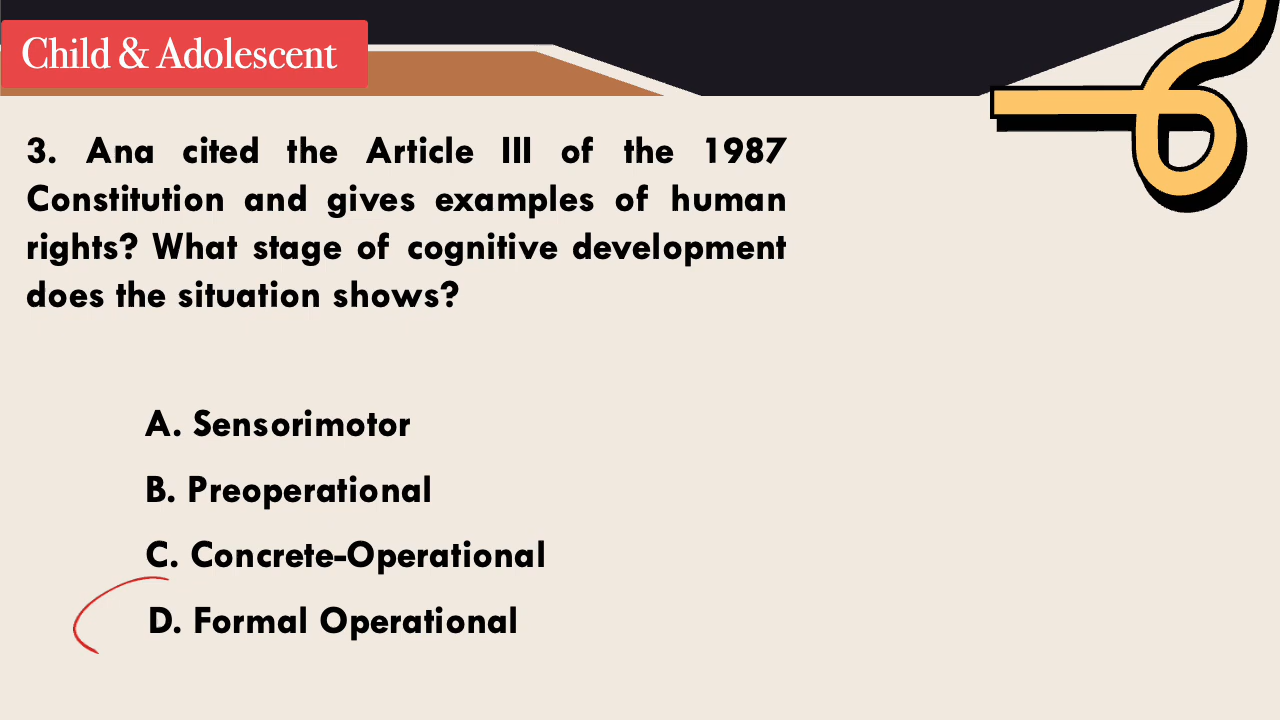 Child & Adolescent
3. Ana cited the Article III of the 1987
Constitution and gives examples of human
rights? What stage of cognitive development
does the situation shows?
A. Sensorimotor
B. Preoperational
C. Concrete-Operational
D. Formal Operational